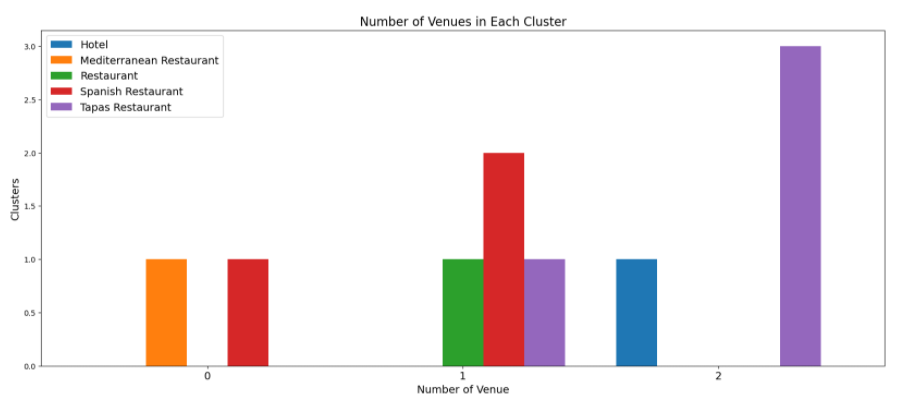 Number of Venues in Each Cluster
Hotel
Mediterranean Restaurant
Restaurant
Spanish Restaurant
Tapas Restaurant
3.0
2.5
2.0
1.5
1.0
0.5
0.0
Clusters
0 1 2
Number of Venue